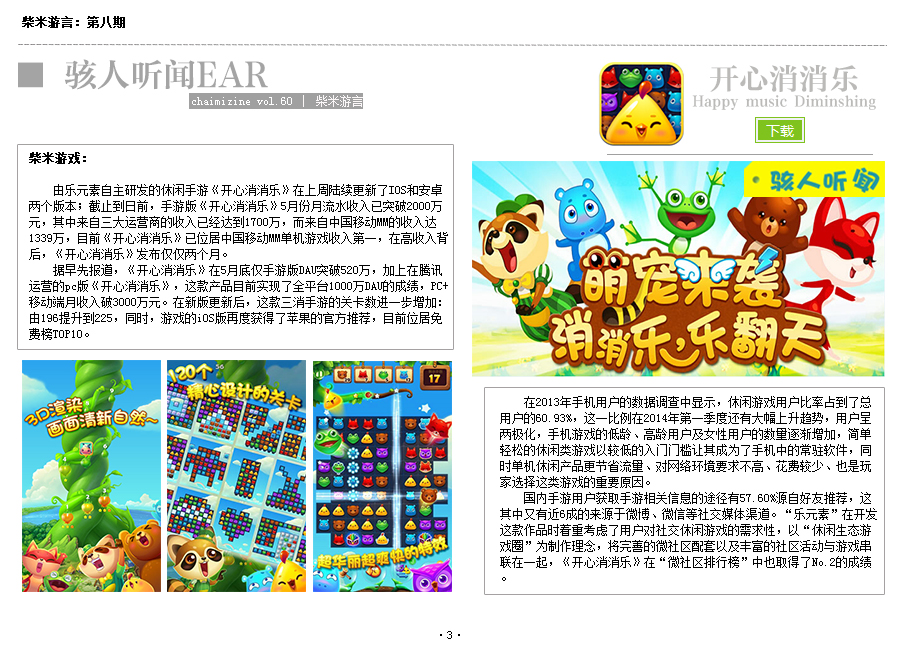 柴米游言：第八期
骇人听闻EAR
chaimizine vol.60 | 柴米游言
开心消消乐
Happy music Diminshing
下载
柴米游戏：
由乐元素自主研发的休闲手游《开心消消乐》在上周陆续更新了IOS和安卓
两个版本；截止到日前，手游版《开心消消乐》5月份月流水收入已突破2000万
元，其中来自三大运营商的收入已经达到1700万，而来自中国移动MM的收入达
1339万，目前《开心消消乐》已位居中国移动MM单机游戏收入第一，在高收入背
后，《开心消消乐》发布仅仅两个月。
据早先报道，《开心消消乐》在5月底仅手游版DAU突破520万，加上在腾讯
运营的pc版《开心消消乐》，这款产品目前实现了全平台1000万DAU的成绩，PC+
移动端月收入破3000万元。在新版更新后，这款三消手游的关卡数进一步增加：
由196提升到225，同时，游戏的iOS版再度获得了苹果的官方推荐，目前位居免
费榜TOP10。
3D渲染
画面清新自然~
120个
精心设计的关卡
17
超华丽超爽快的特效
·骇人听闻
萌宠来袭
消消乐，乐翻天
在2013年手机用户的数据调查中显示，休闲游戏用户比率占到了总
用户的60.93%，这一比例在2014年第一季度还有大幅上升趋势，用户呈
两极化，手机游戏的低龄、高龄用户及女性用户的数量逐渐增加，简单
轻松的休闲类游戏以较低的入门门槛让其成为了手机中的常驻软件，同
时单机休闲产品更节省流量、对网络环境要求不高、花费较少、也是玩
家选择这类游戏的重要原因。
国内手游用户获取手游相关信息的途径有57.60%源自好友推荐，这
其中又有近6成的来源于微博、微信等社交媒体渠道。“乐元素”在开发
这款作品时着重考虑了用户对社交休闲游戏的需求性，以“休闲生态游
戏圈”为制作理念，将完善的微社区配套以及丰富的社区活动与游戏串
联在一起，《开心消消乐》在“微社区排行榜”中也取得了No.2的成绩
。
·3·